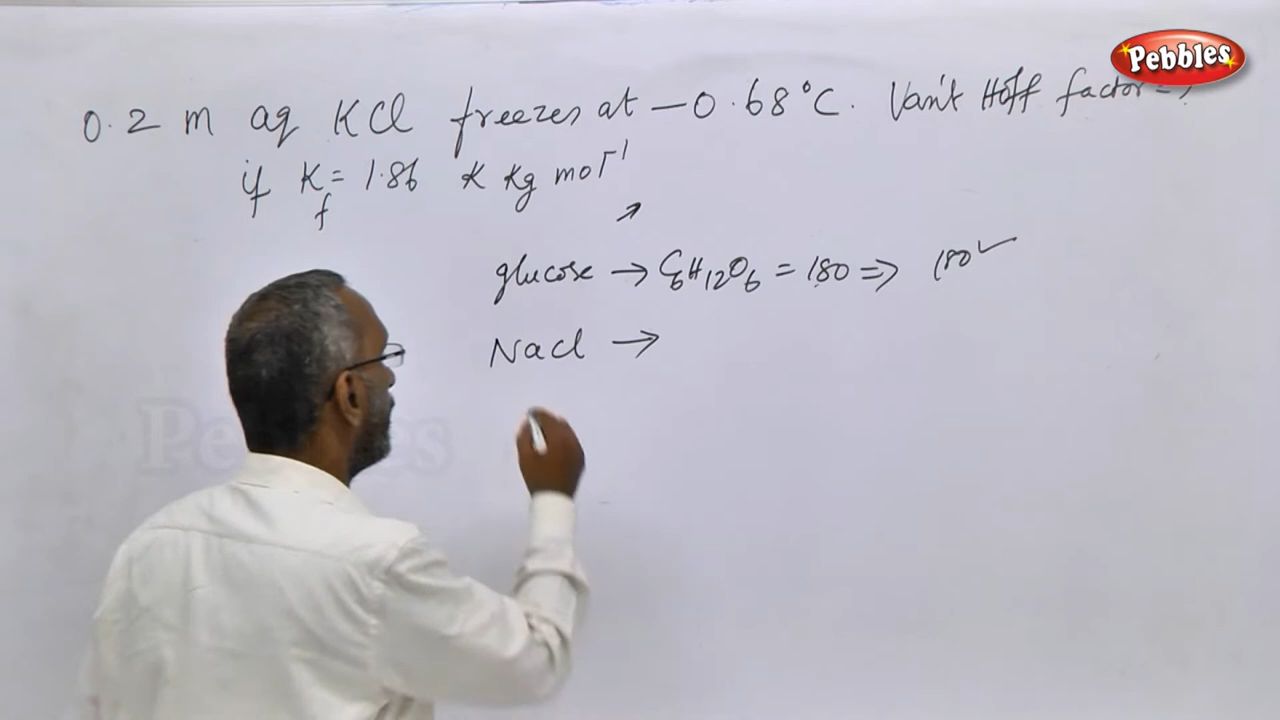 Pebbles
0.2 m aq KCl freezes at -0.68°C. Van't Hoff factor = ?
if Kf = 1.86 K Kg mol⁻¹
glucose → C6H12O6 = 180 ⇒ 180 ✓
NaCl →
Pebbles